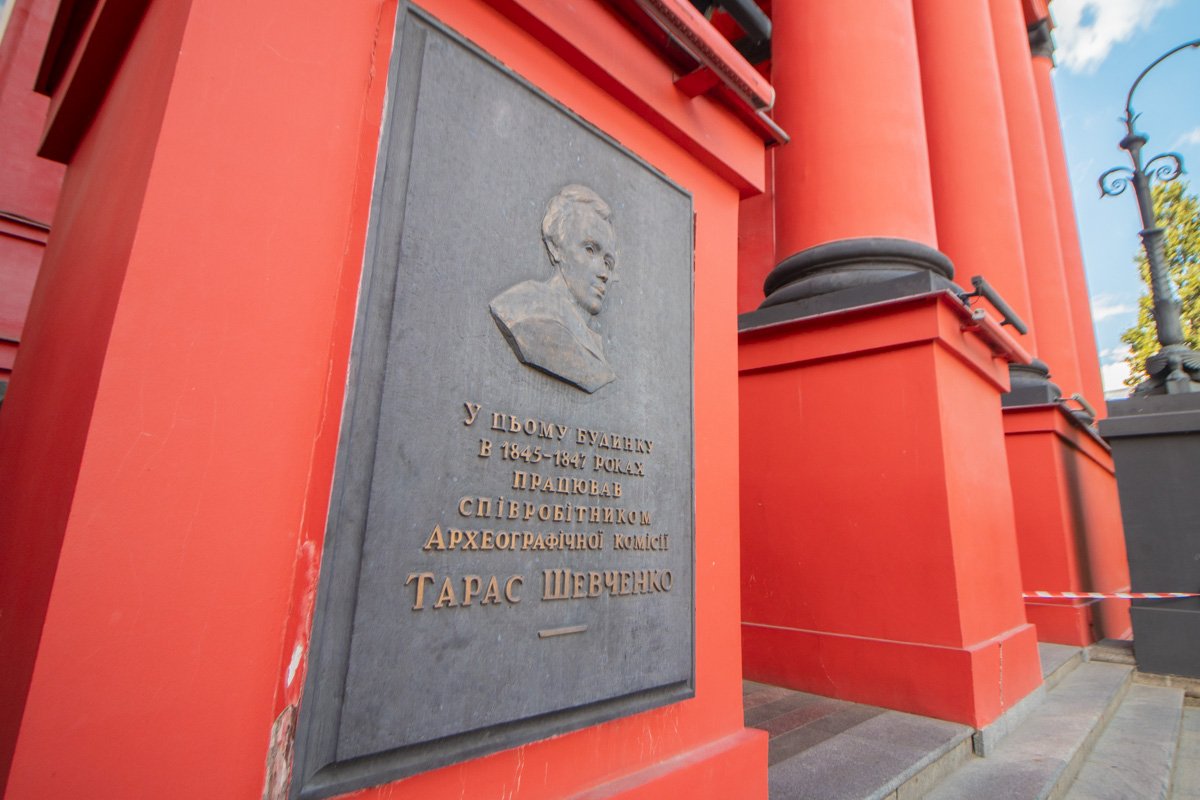 У цьому будинку
в 1845-1847 роках
працював
співробітником
Археографічної комісії
Тарас Шевченко